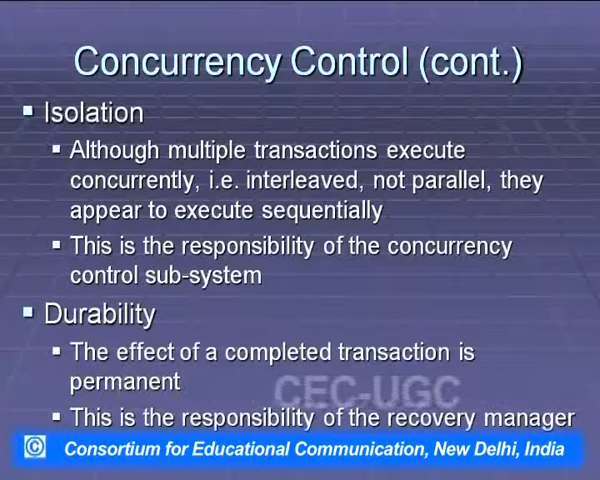 Concurrency Control (cont.)
Isolation
Although multiple transactions execute
concurrently, i.e. interleaved, not parallel, they
appear to execute sequentially
This is the responsibility of the concurrency
control sub-system
Durability
The effect of a completed transaction is
permanent
CEC-UGC
This is the responsibility of the recovery manager
© Consortium for Educational Communication, New Delhi, India